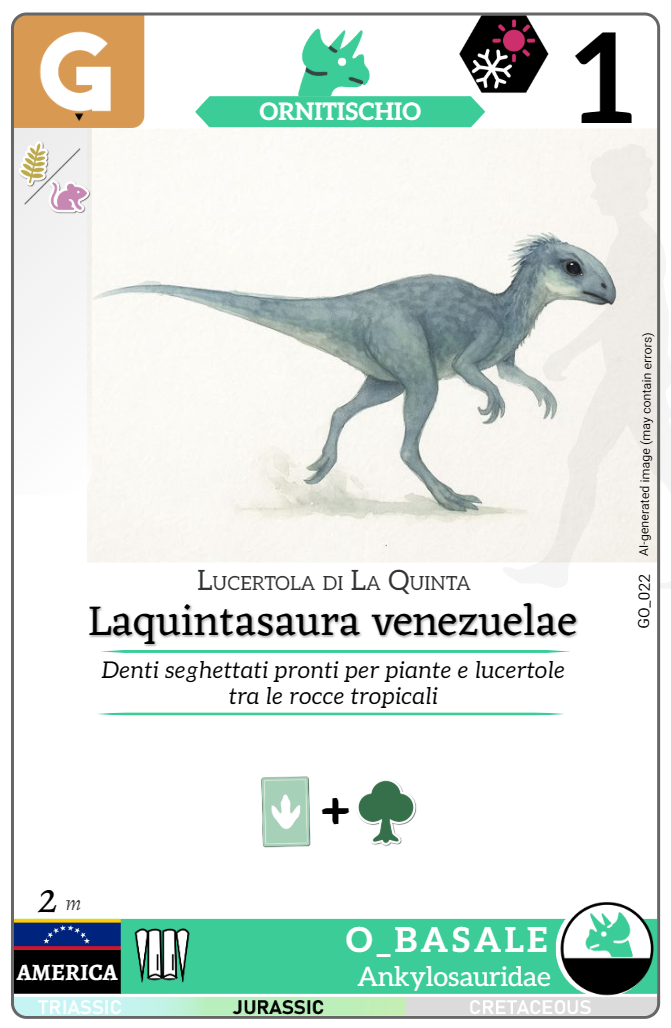 G
ORNITISCHIO
1
AI-generated image (may contain errors)
GO_022
Lucertola di La Quinta
Laquintasaura venezuelae
Denti seghettati pronti per piante e lucertole
tra le rocce tropicali
+
2 m
AMERICA
O_BASALE
Ankylosauridae
TRIASSIC
JURASSIC
CRETACEOUS